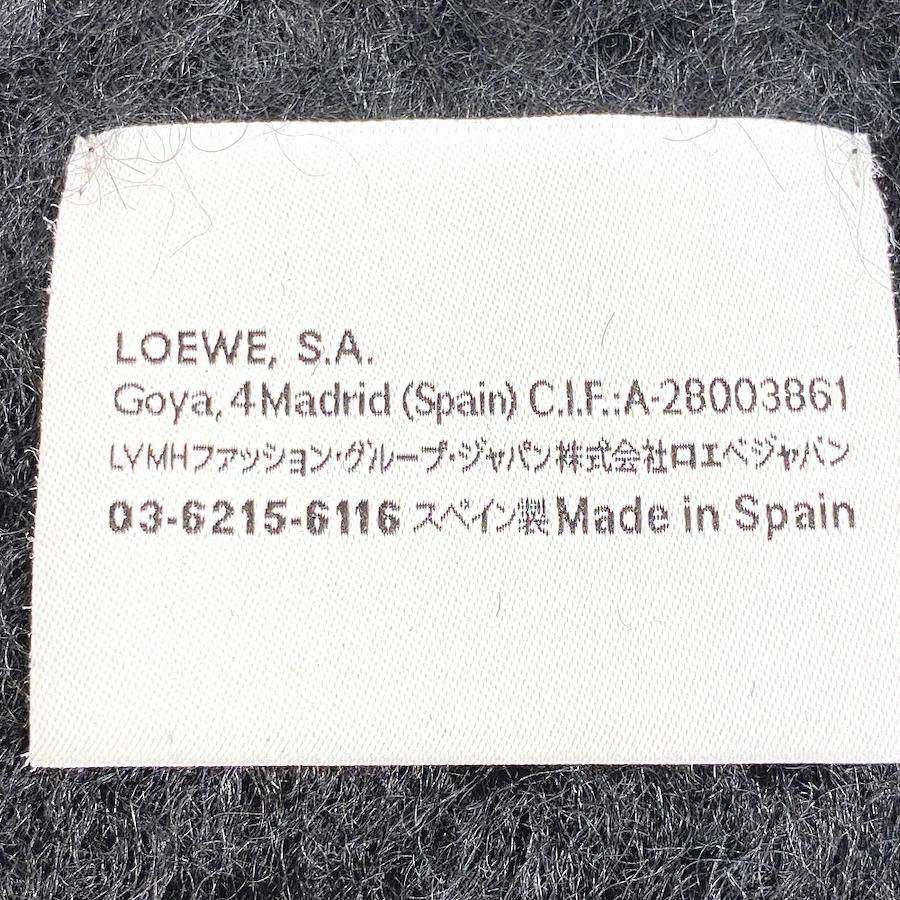 LOEWE, S.A.
Goya, 4 Madrid (Spain) C.I.F.: A-28003861
LVMHファッション・グループ・ジャパン株式会社ロエベジャパン
03-6215-6116 スペイン製 Made in Spain